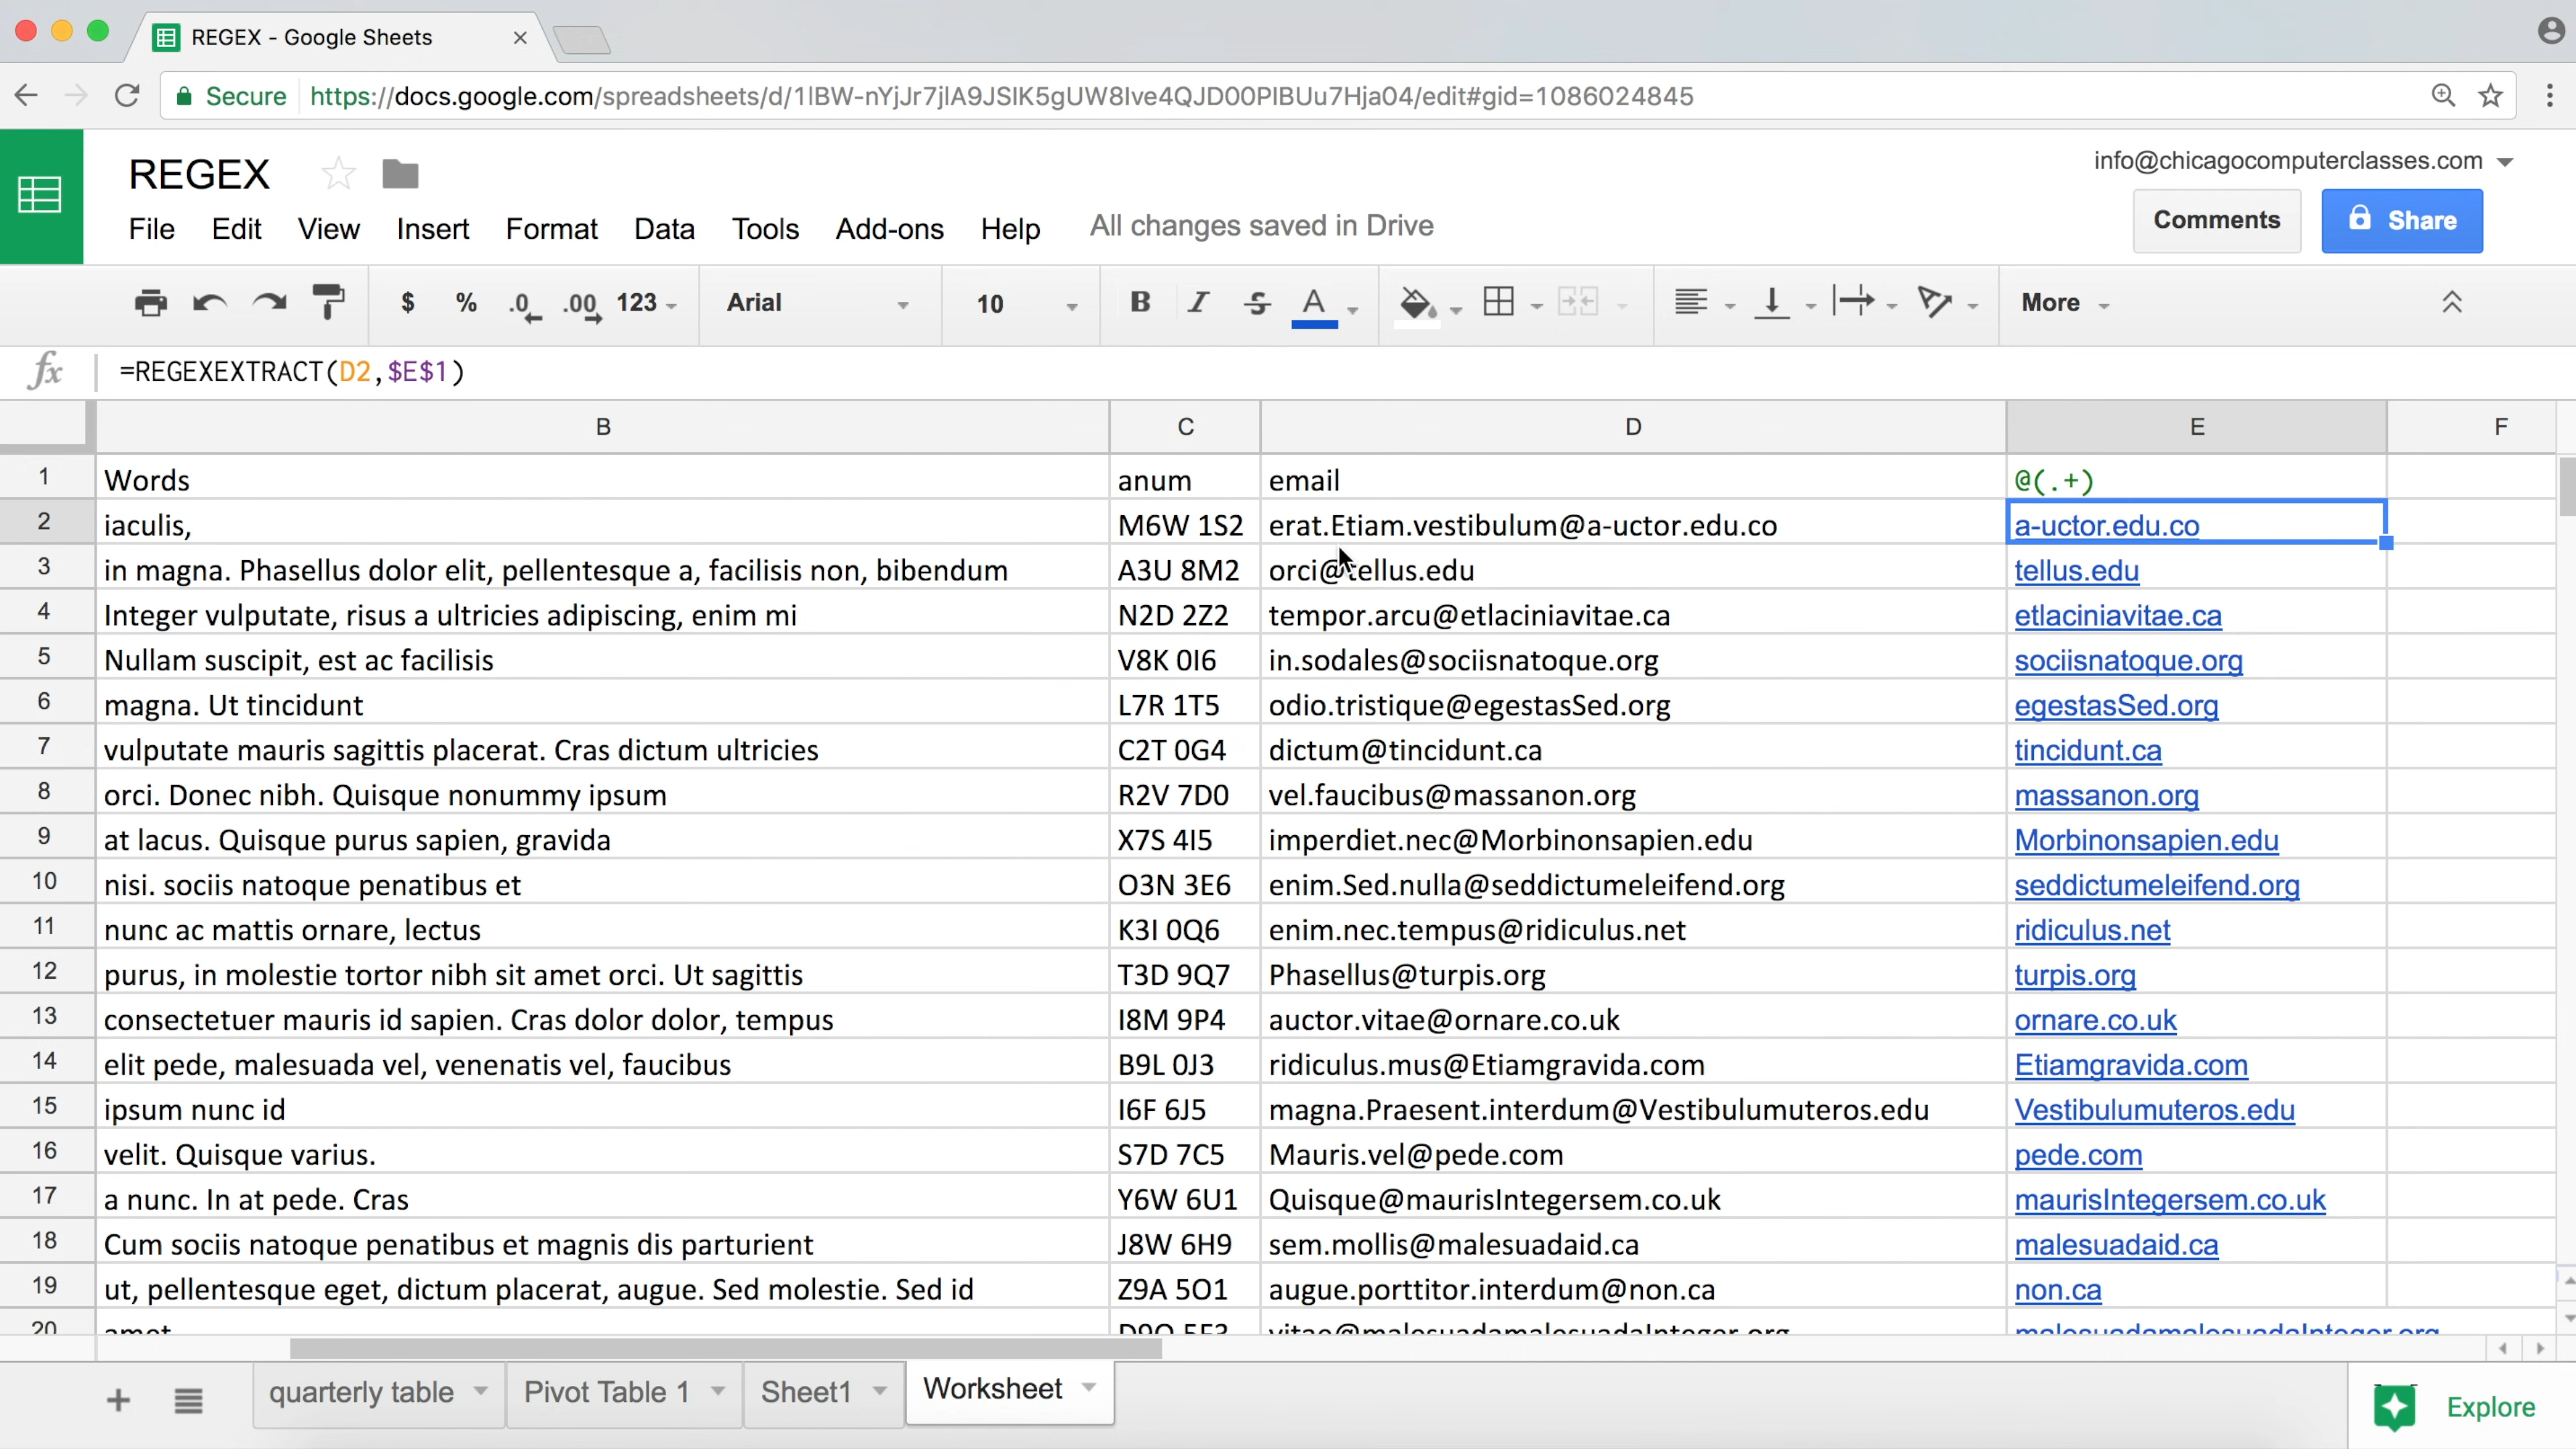 REGEX - Google Sheets
Secure https://docs.google.com/spreadsheets/d/1IBW-nYjJr7jlA9JSIK5gUW8Ive4QJD00PIBUu7Hja04/edit#gid=1086024845
REGEX
info@chicagocomputerclasses.com
File Edit View Insert Format Data Tools Add-ons Help All changes saved in Drive
Comments Share
$ % .0 .00 123 Arial 10 B I S A More
fx =REGEXEXTRACT(D2,$E$1)
B C D E F
1 Words anum email @(.+)
2 iaculis, M6W 1S2 erat.Etiam.vestibulum@a-uctor.edu.co a-uctor.edu.co
3 in magna. Phasellus dolor elit, pellentesque a, facilisis non, bibendum A3U 8M2 orci@tellus.edu tellus.edu
4 Integer vulputate, risus a ultricies adipiscing, enim mi N2D 2Z2 tempor.arcu@etlaciniavitae.ca etlaciniavitae.ca
5 Nullam suscipit, est ac facilisis V8K 0I6 in.sodales@sociisnatoque.org sociisnatoque.org
6 magna. Ut tincidunt L7R 1T5 odio.tristique@egestasSed.org egestasSed.org
7 vulputate mauris sagittis placerat. Cras dictum ultricies C2T 0G4 dictum@tincidunt.ca tincidunt.ca
8 orci. Donec nibh. Quisque nonummy ipsum R2V 7D0 vel.faucibus@massanon.org massanon.org
9 at lacus. Quisque purus sapien, gravida X7S 4I5 imperdiet.nec@Morbinonsapien.edu Morbinonsapien.edu
10 nisi. sociis natoque penatibus et O3N 3E6 enim.Sed.nulla@seddictumeleifend.org seddictumeleifend.org
11 nunc ac mattis ornare, lectus K3I 0Q6 enim.nec.tempus@ridiculus.net ridiculus.net
12 purus, in molestie tortor nibh sit amet orci. Ut sagittis T3D 9Q7 Phasellus@turpis.org turpis.org
13 consectetuer mauris id sapien. Cras dolor dolor, tempus I8M 9P4 auctor.vitae@ornare.co.uk ornare.co.uk
14 elit pede, malesuada vel, venenatis vel, faucibus B9L 0J3 ridiculus.mus@Etiamgravida.com Etiamgravida.com
15 ipsum nunc id I6F 6J5 magna.Praesent.interdum@Vestibulumuteros.edu Vestibulumuteros.edu
16 velit. Quisque varius. S7D 7C5 Mauris.vel@pede.com pede.com
17 a nunc. In at pede. Cras Y6W 6U1 Quisque@maurisIntegersem.co.uk maurisIntegersem.co.uk
18 Cum sociis natoque penatibus et magnis dis parturient J8W 6H9 sem.mollis@malesuadaid.ca malesuadaid.ca
19 ut, pellentesque eget, dictum placerat, augue. Sed molestie. Sed id Z9A 5O1 augue.porttitor.interdum@non.ca non.ca
20 amet vitae@malesuadamalesuadaInteger.org malesuadamalesuadaInteger.org
quarterly table Pivot Table 1 Sheet1 Worksheet Explore